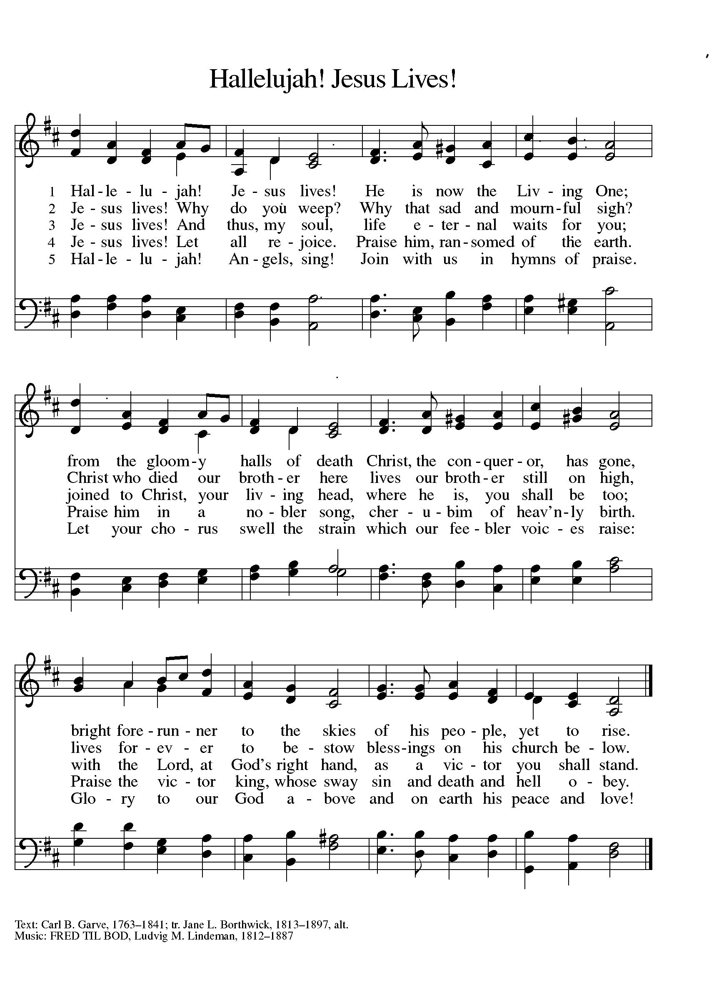 Hallelujah! Jesus Lives!
1 Hal - le - lu - jah! Je - sus lives! He is now the Liv - ing One;
2 Je - sus lives! Why do you weep? Why that sad and mourn - ful sigh?
3 Je - sus lives! And thus, my soul, life e - ter - nal waits for you;
4 Je - sus lives! Let all re - joice. Praise him, ran - somed of the earth.
5 Hal - le - lu - jah! An - gels, sing! Join with us in hymns of praise.
from the gloom - y halls of death Christ, the con - quer - or, has gone,
Christ who died our broth - er here lives our broth - er still on high,
joined to Christ, your liv - ing head, where he is, you shall be too;
Praise him in a no - bler song, cher - u - bim of heav'n - ly birth.
Let your cho - rus swell the strain which our fee - bler voic - es raise:
bright fore - run - ner to the skies of his peo - ple, yet to rise.
lives for - ev - er to be - stow bless - ings on his church be - low.
with the Lord, at God's right hand, as a vic - tor you shall stand.
Praise the vic - tor king, whose sway sin and death and hell o - bey.
Glo - ry to our God a - bove and on earth his peace and love!
Text: Carl B. Garve, 1763–1841; tr. Jane L. Borthwick, 1813–1897, alt.
Music: FRED TIL BOD, Ludvig M. Lindeman, 1812–1887